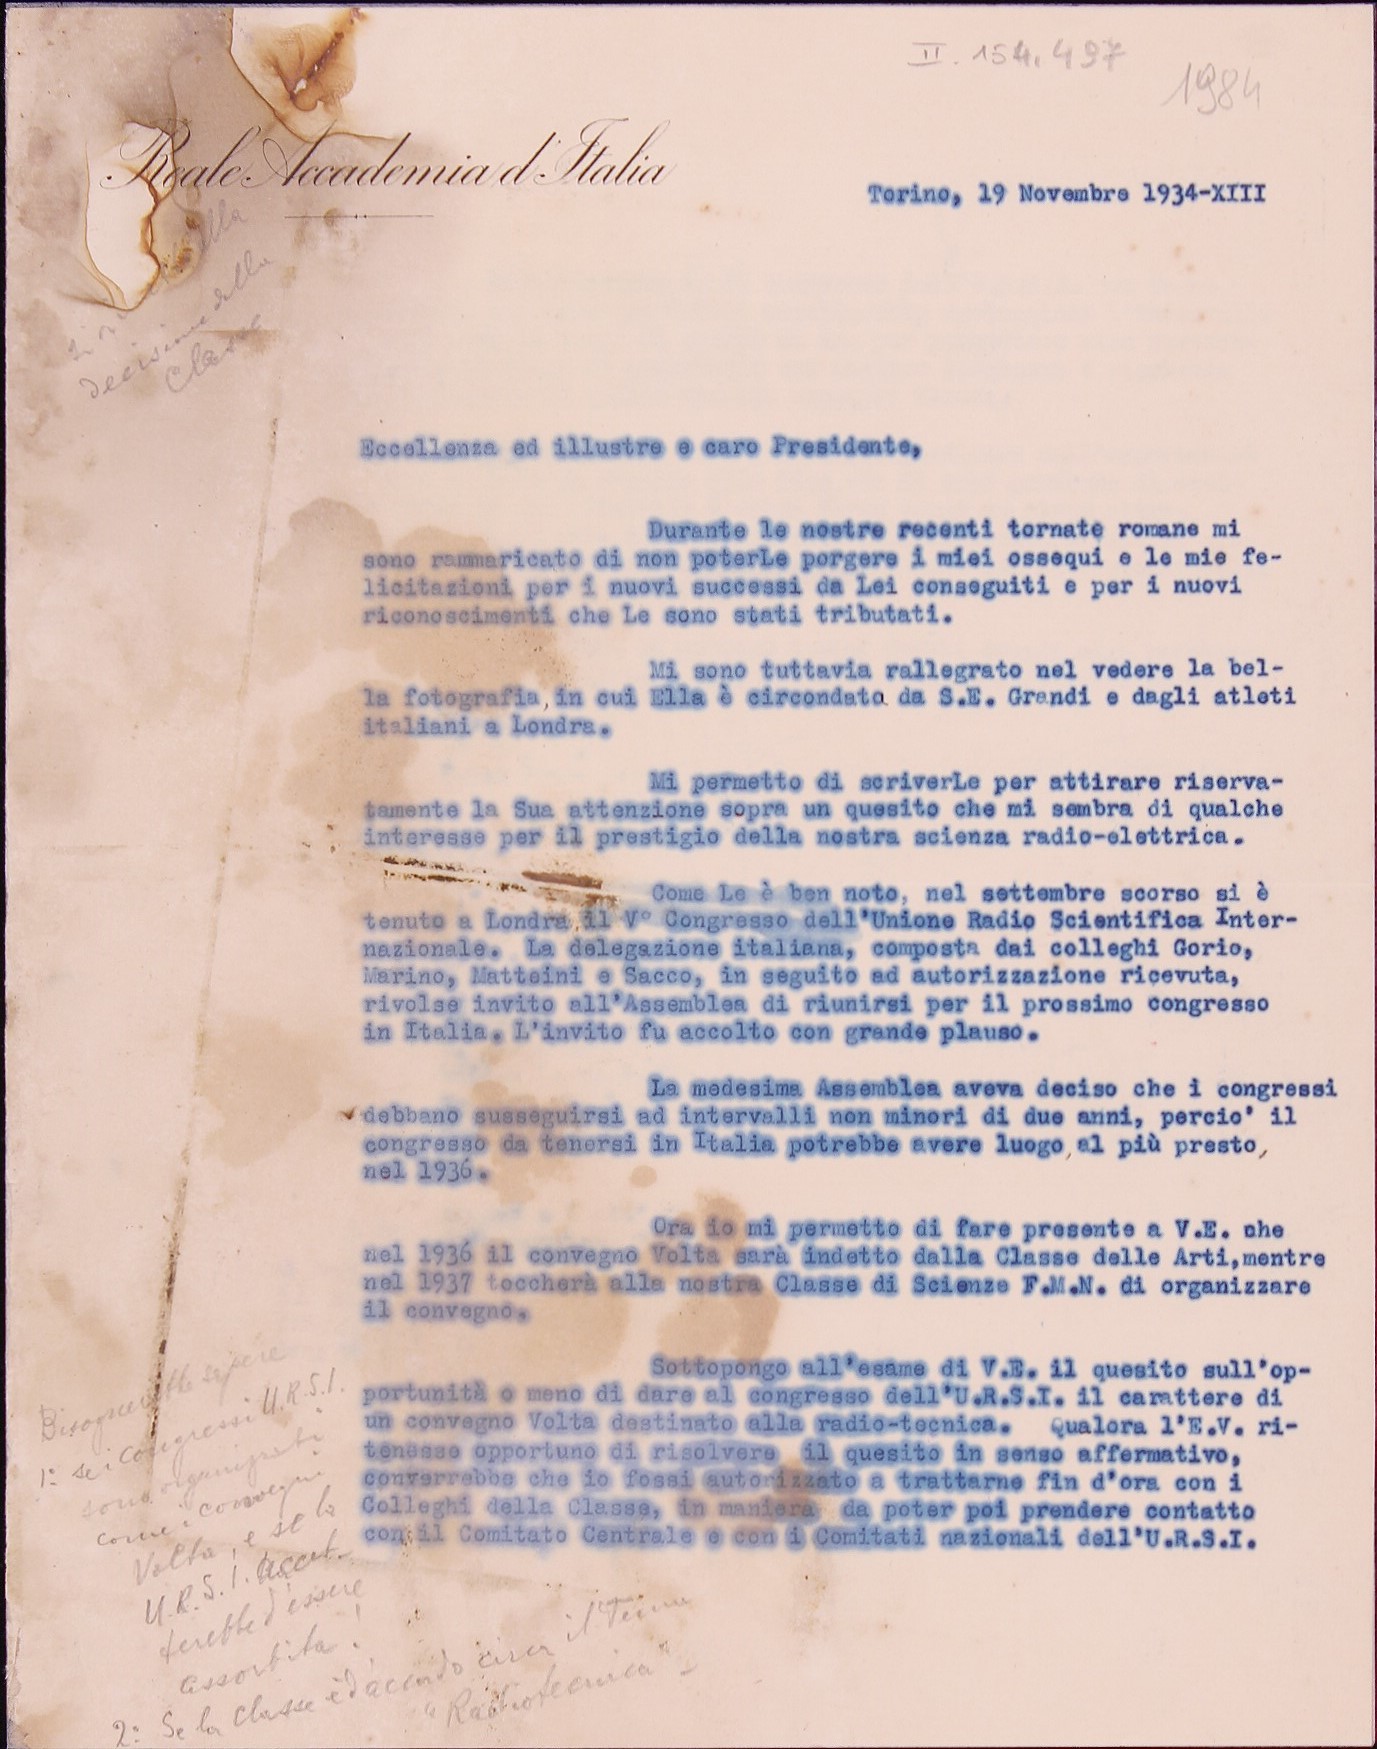 II. 154.497
1984
Reale Accademia d'Italia
Torino, 19 Novembre 1934-XIII
decisione della
Classe
Eccellenza ed illustre e caro Presidente,
Durante le nostre recenti tornate romane mi
sono rammaricato di non poterLe porgere i miei ossequi e le mie fe-
licitazioni per i nuovi successi da Lei conseguiti e per i nuovi
riconoscimenti che Le sono stati tributati.
Mi sono tuttavia rallegrato nel vedere la bel-
la fotografia, in cui Ella è circondata da S.E. Grandi e dagli atleti
italiani a Londra.
Mi permetto di scriverLe per attirare riserva-
tamente la Sua attenzione sopra un quesito che mi sembra di qualche
interesse per il prestigio della nostra scienza radio-elettrica.
Come Le è ben noto, nel settembre scorso si è
tenuto a Londra il V° Congresso dell'Unione Radio Scientifica Inter-
nazionale. La delegazione italiana, composta dai colleghi Gorio,
Marino, Matteini e Sacco, in seguito ad autorizzazione ricevuta,
rivolse invito all'Assemblea di riunirsi per il prossimo congresso
in Italia. L'invito fu accolto con grande plauso.
La medesima Assemblea aveva deciso che i congressi
debbano susseguirsi ad intervalli non minori di due anni, percio' il
congresso da tenersi in Italia potrebbe avere luogo, al più presto,
nel 1936.
Ora io mi permetto di fare presente a V.E. che
nel 1936 il convegno Volta sarà indetto dalla Classe delle Arti,mentre
nel 1937 toccherà alla nostra Classe di Scienze F.M.N. di organizzare
il convegno.
Sottopongo all'esame di V.E. il quesito sull'op-
portunità o meno di dare al congresso dell'U.R.S.I. il carattere di
un convegno Volta destinato alla radio-tecnica. Qualora l'E.V. ri-
tenesse opportuno di risolvere il quesito in senso affermativo,
converrebbe che io fossi autorizzato a trattarne fin d'ora con i
Colleghi della Classe, in maniera da poter poi prendere contatto
con il Comitato Centrale e con i Comitati nazionali dell'U.R.S.I.
Bisognerebbe sapere
1: se i congressi U.R.S.I.
sono organizzati
come i convegni
Volta, e se la
U.R.S.I. accet-
terebbe d'essere
assorbita!
2: Se la Classe è d'accordo circa il Tema
"Radiotecnica" -